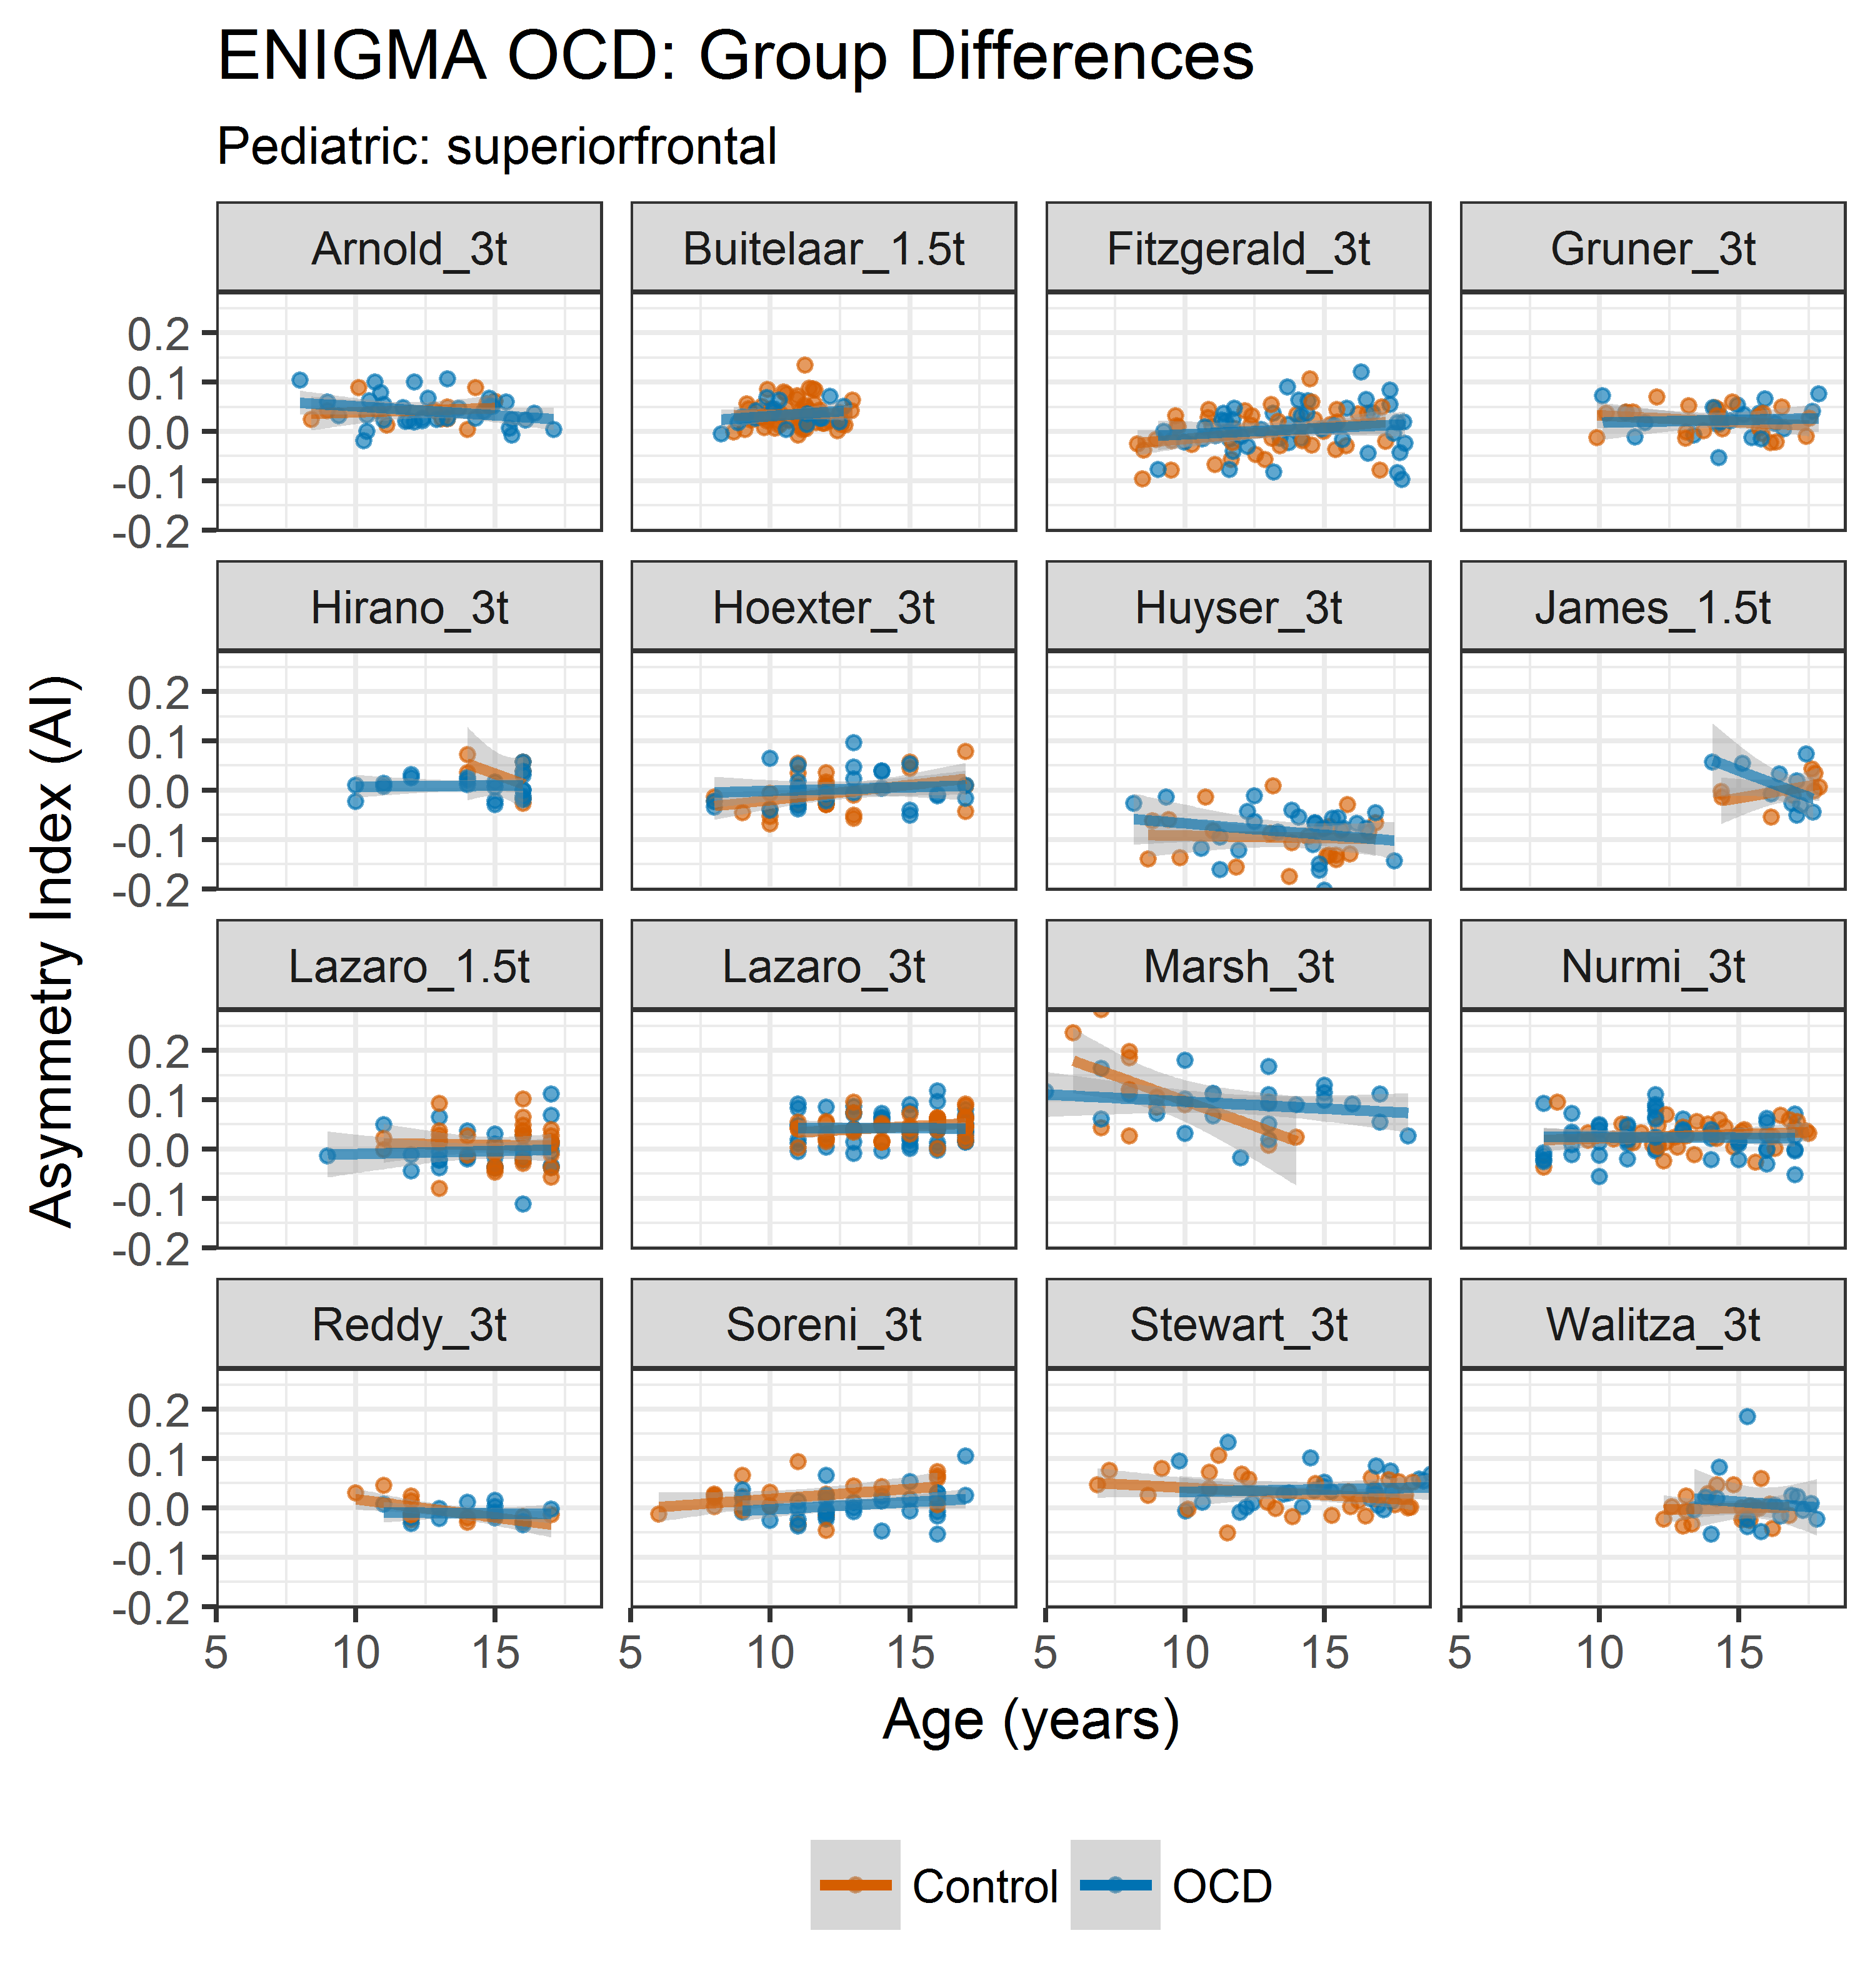 ENIGMA OCD: Group Differences
Pediatric: superiorfrontal
Arnold_3t Buitelaar_1.5t Fitzgerald_3t Gruner_3t
0.2
0.1
0.0
-0.1
-0.2
Hirano_3t Hoexter_3t Huyser_3t James_1.5t
0.2
0.1
0.0
-0.1
-0.2
Asymmetry Index (AI)
Lazaro_1.5t Lazaro_3t Marsh_3t Nurmi_3t
0.2
0.1
0.0
-0.1
-0.2
Reddy_3t Soreni_3t Stewart_3t Walitza_3t
0.2
0.1
0.0
-0.1
-0.2
5 10 15 5 10 15 5 10 15 5 10 15
Age (years)
Control OCD